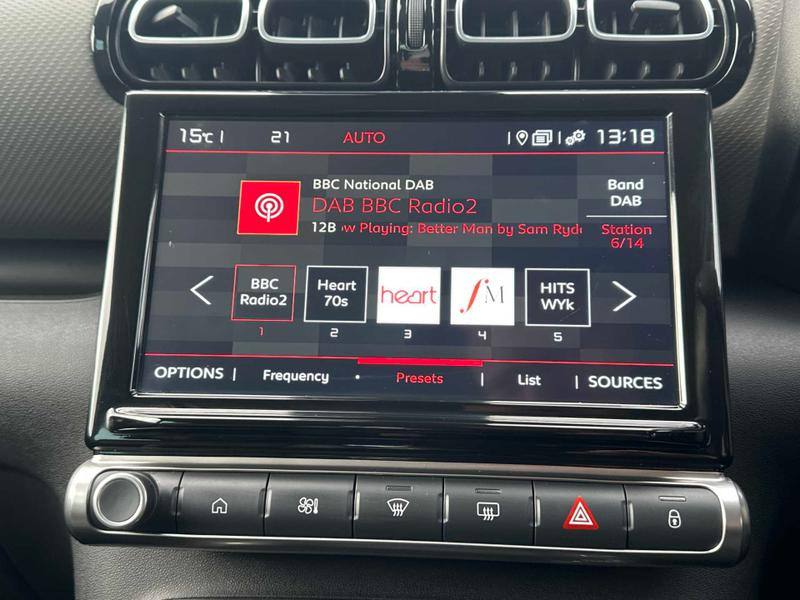 15°C 21 AUTO 13:18
BBC National DAB
DAB BBC Radio2
12B w Playing: Better Man by Sam Ryde
Band
DAB
Station
6/14
BBC
Radio2
1
Heart
70s
2
heart
3
fM
4
HITS
WYk
5
OPTIONS Frequency Presets List SOURCES